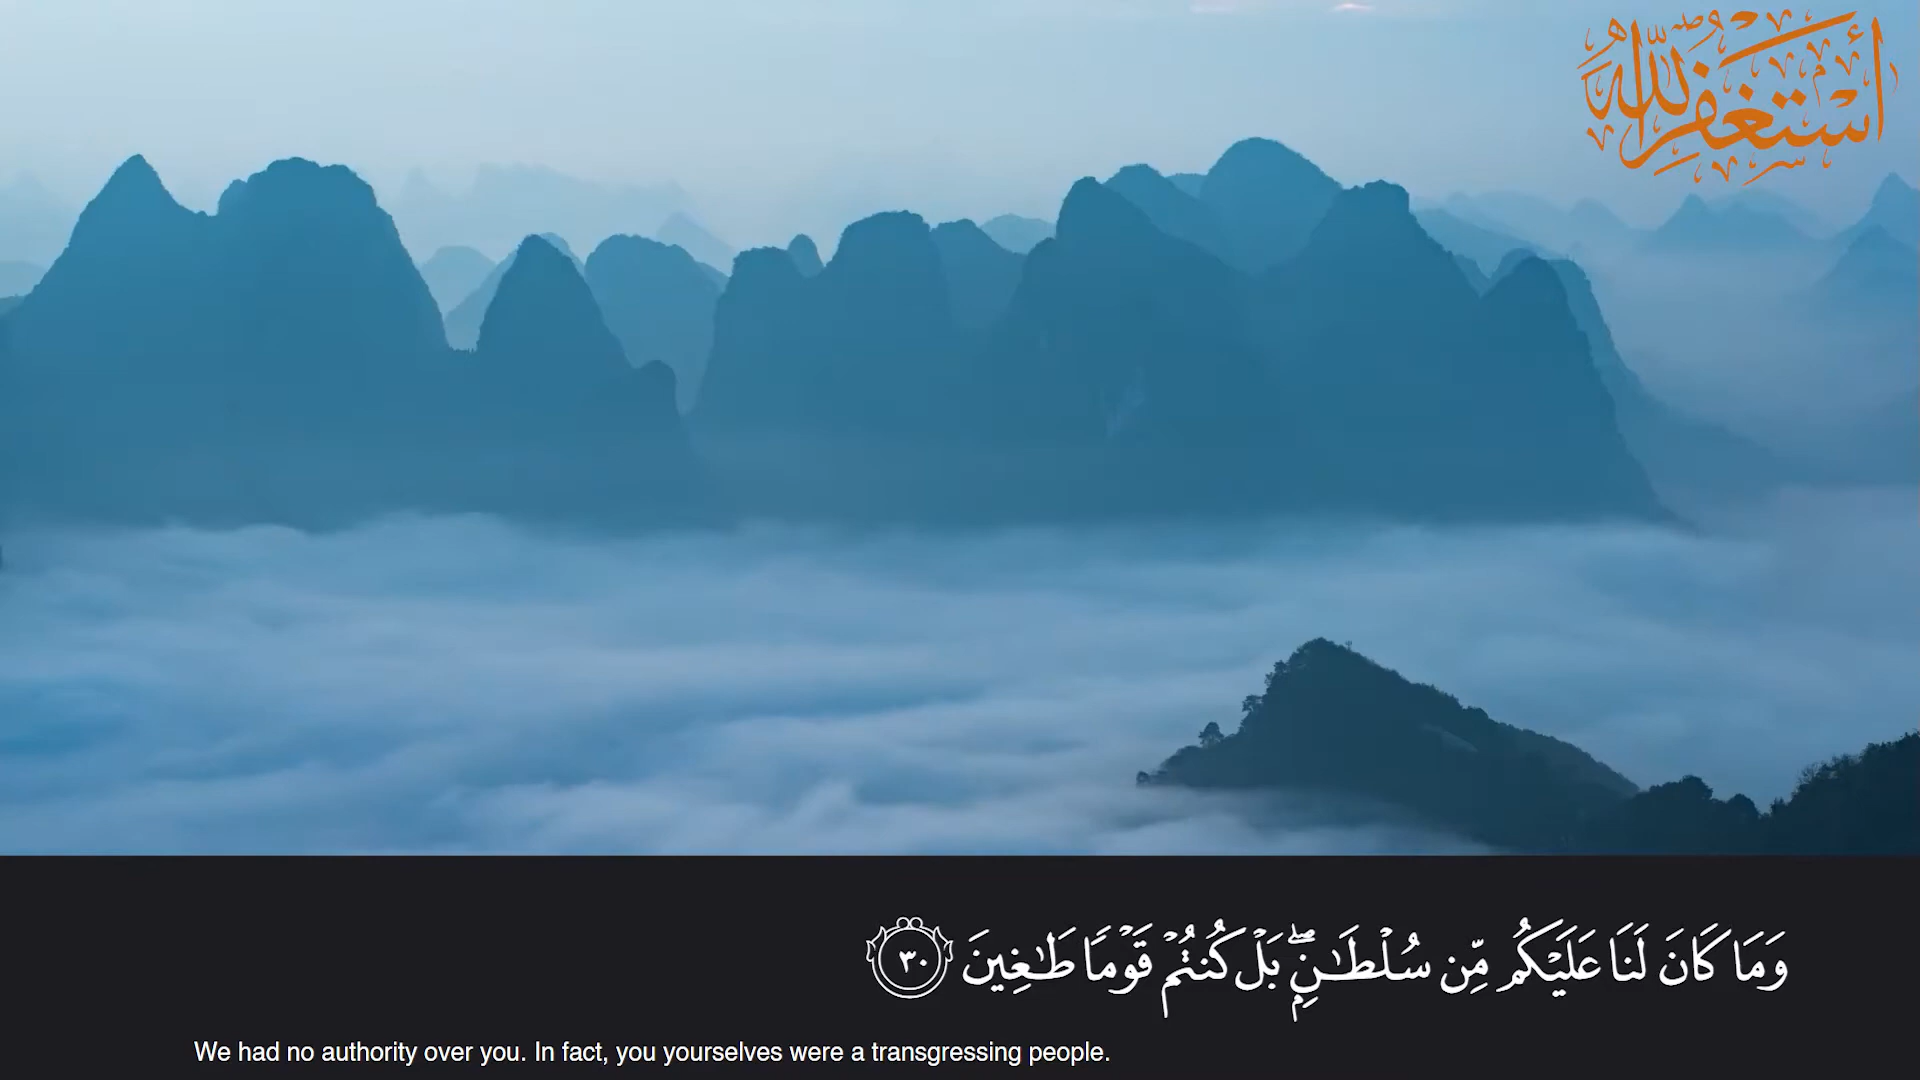 أستغفر الله
وَمَا كَانَ لَنَا عَلَيْكُم مِّن سُلْطَـٰنٍۭ ۖ بَلْ كُنتُمْ قَوْمًا طَـٰغِينَ ٣٠
We had no authority over you. In fact, you yourselves were a transgressing people.